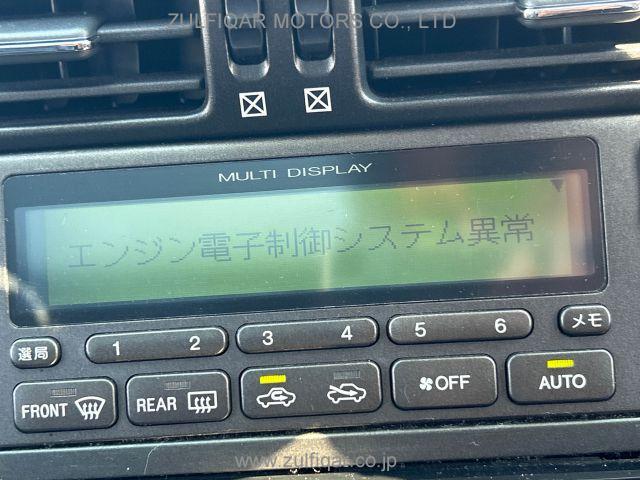 ZULFIQAR MOTORS CO., LTD
MULTI DISPLAY
エンジン電子制御システム異常
選局 1 2 3 4 5 6 メモ
FRONT REAR OFF AUTO
www.zulfiqar.co.jp